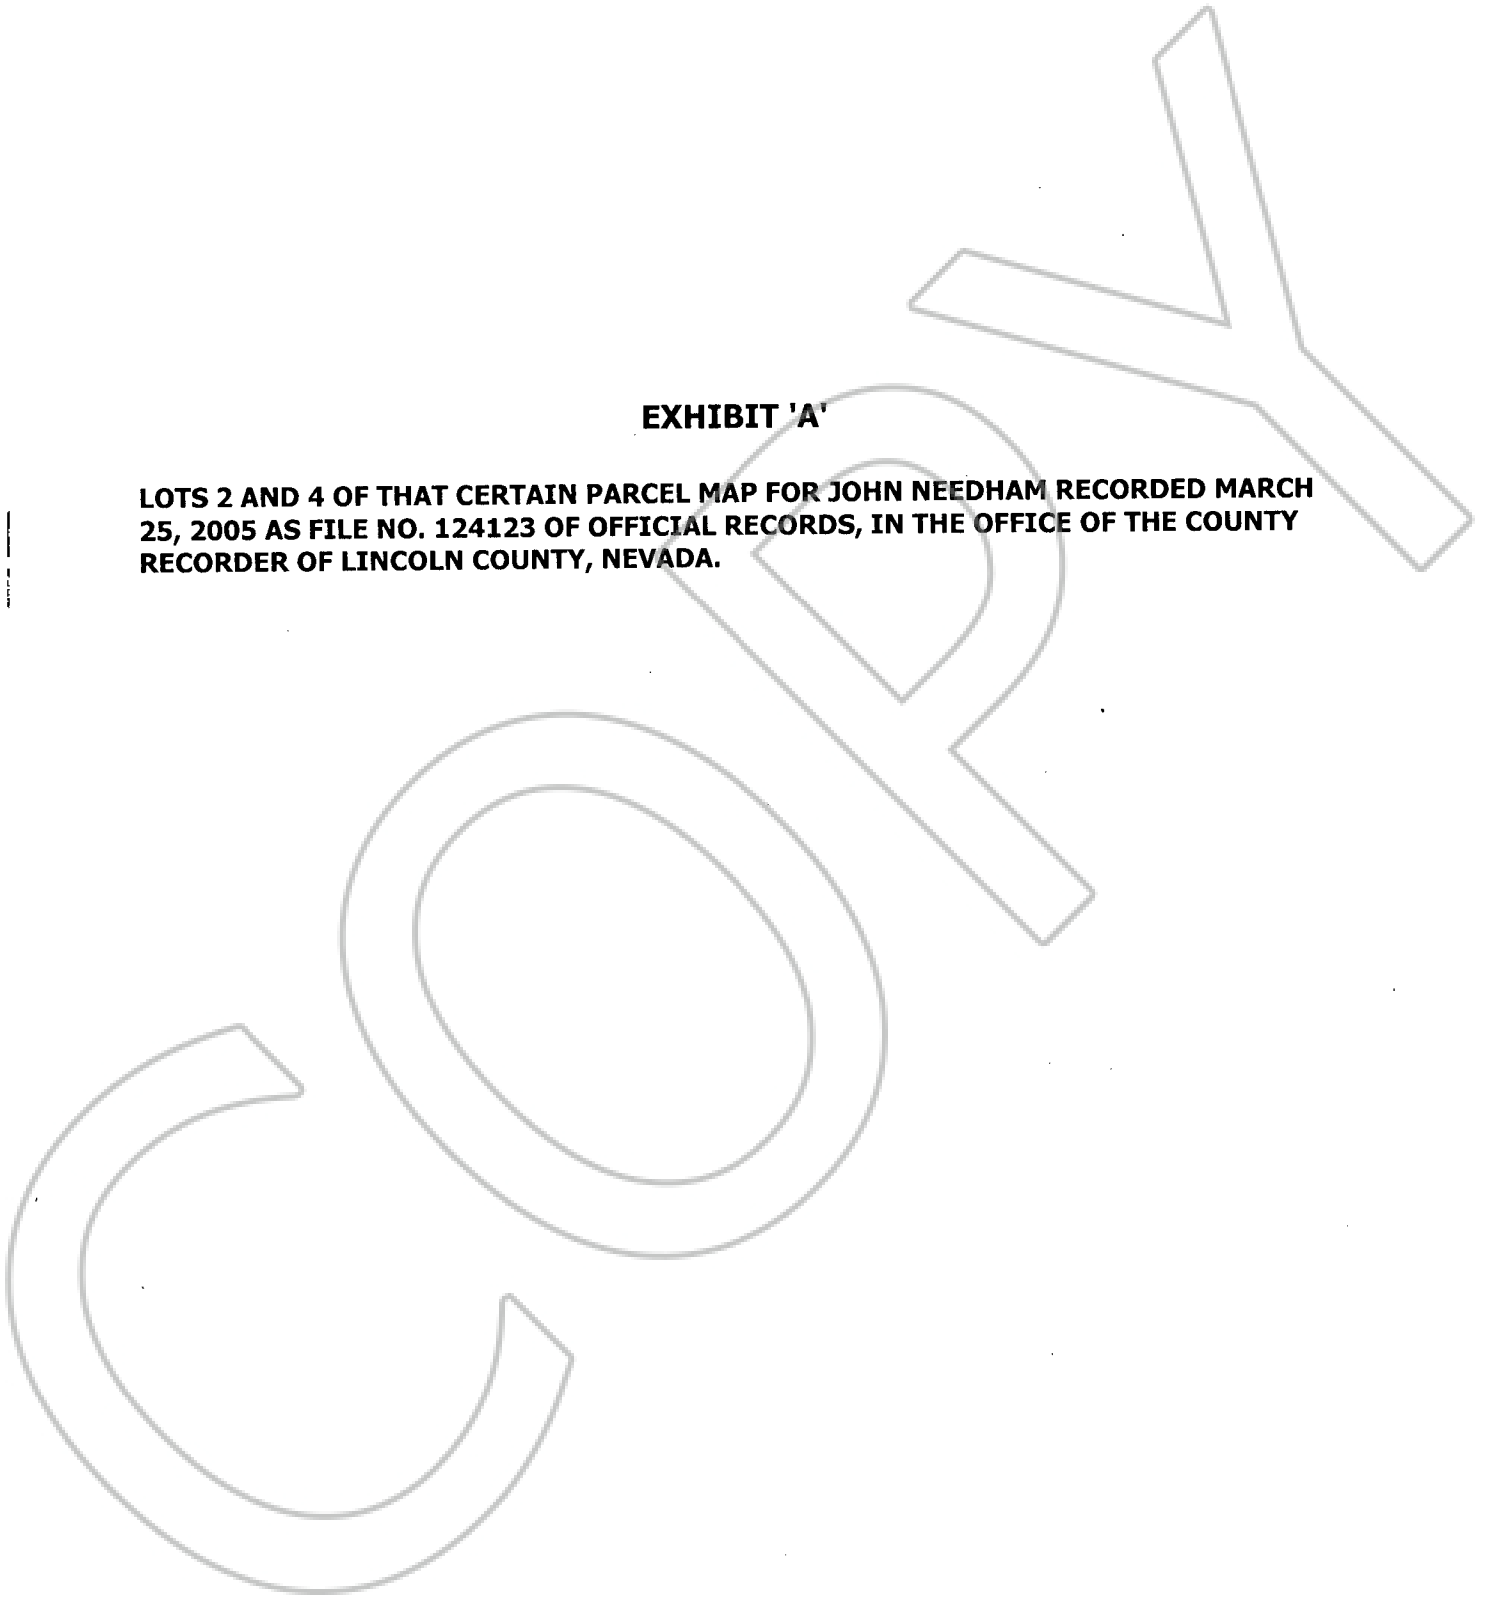 EXHIBIT 'A'
LOTS 2 AND 4 OF THAT CERTAIN PARCEL MAP FOR JOHN NEEDHAM RECORDED MARCH
25, 2005 AS FILE NO. 124123 OF OFFICIAL RECORDS, IN THE OFFICE OF THE COUNTY
RECORDER OF LINCOLN COUNTY, NEVADA.
COPY